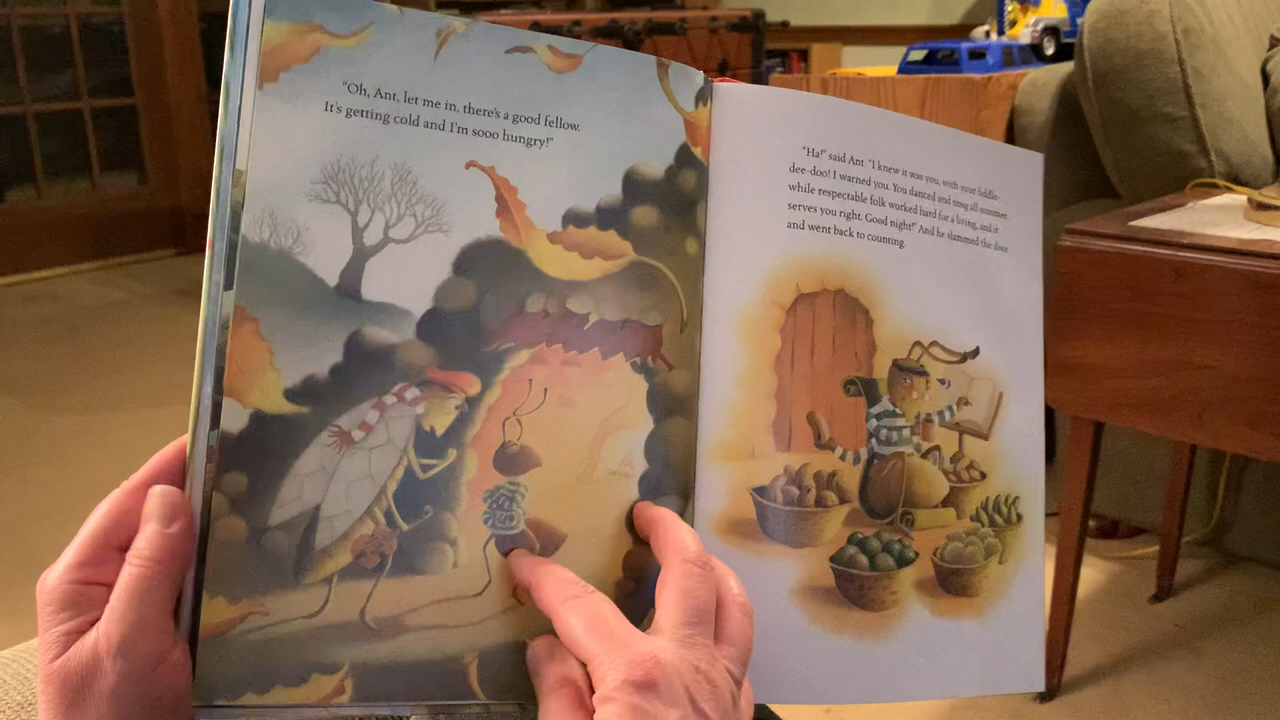 “Oh, Ant, let me in, there’s a good fellow.
It’s getting cold and I’m sooo hungry!”
“Ha!” said Ant. “I knew it was you, with your fiddle-
dee-doo! I warned you. You danced and sang all summer,
while respectable folk worked hard for a living, and it
serves you right. Good night!” And he slammed the door
and went back to counting.